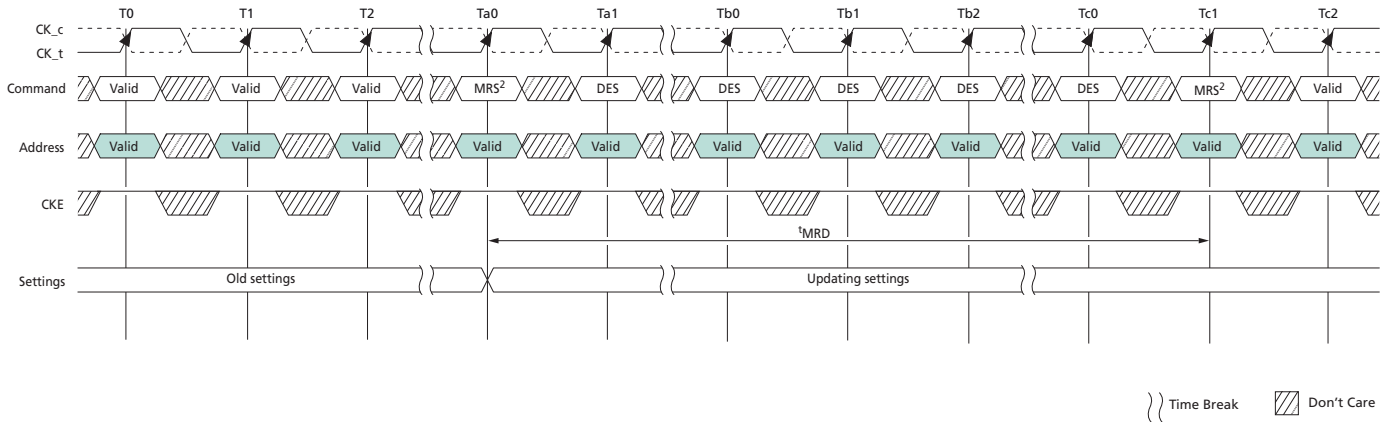 T0 T1 T2 Ta0 Ta1 Tb0 Tb1 Tb2 Tc0 Tc1 Tc2
CK_c
CK_t
Command Valid Valid Valid MRS² DES DES DES DES DES MRS² Valid
Address Valid Valid Valid Valid Valid Valid Valid Valid Valid Valid Valid
CKE
ᵗMRD
Settings Old settings Updating settings
Time Break Don't Care